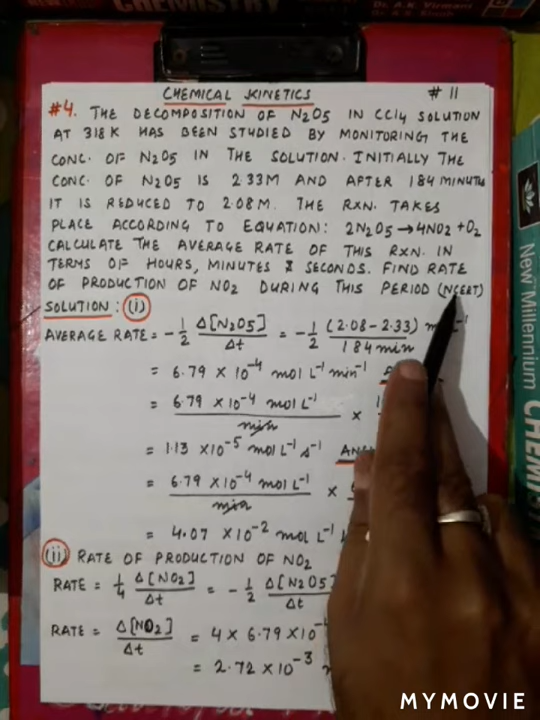 Dr. A.K. Virmani
CHEMICAL KINETICS # 11
#4. THE DECOMPOSITION OF N2O5 IN CCl4 SOLUTION
AT 318K HAS BEEN STUDIED BY MONITORING THE
CONC. OF N2O5 IN THE SOLUTION. INITIALLY THE
CONC. OF N2O5 IS 2.33M AND AFTER 184 MINUTES
IT IS REDUCED TO 2.08M. THE RXN. TAKES
PLACE ACCORDING TO EQUATION: 2N2O5 → 4NO2 + O2
CALCULATE THE AVERAGE RATE OF THIS RXN. IN
TERMS OF HOURS, MINUTES & SECONDS. FIND RATE
OF PRODUCTION OF NO2 DURING THIS PERIOD (NCERT)
SOLUTION: (i)
AVERAGE RATE = -1/2 Δ[N2O5]/Δt = -1/2 (2.08-2.33)/184 min
= 6.79 × 10⁻⁴ mol L⁻¹ min⁻¹
= 6.79 × 10⁻⁴ mol L⁻¹/min ×
= 1.13 × 10⁻⁵ mol L⁻¹ s⁻¹
= 6.79 × 10⁻⁴ mol L⁻¹/min ×
= 4.07 × 10⁻² mol L⁻¹
(ii) RATE OF PRODUCTION OF NO2
RATE = 1/4 Δ[NO2]/Δt = -1/2 Δ[N2O5]/Δt
RATE = Δ[NO2]/Δt = 4 × 6.79 × 10⁻⁴
= 2.72 × 10⁻³
New Millennium
MYMOVIE